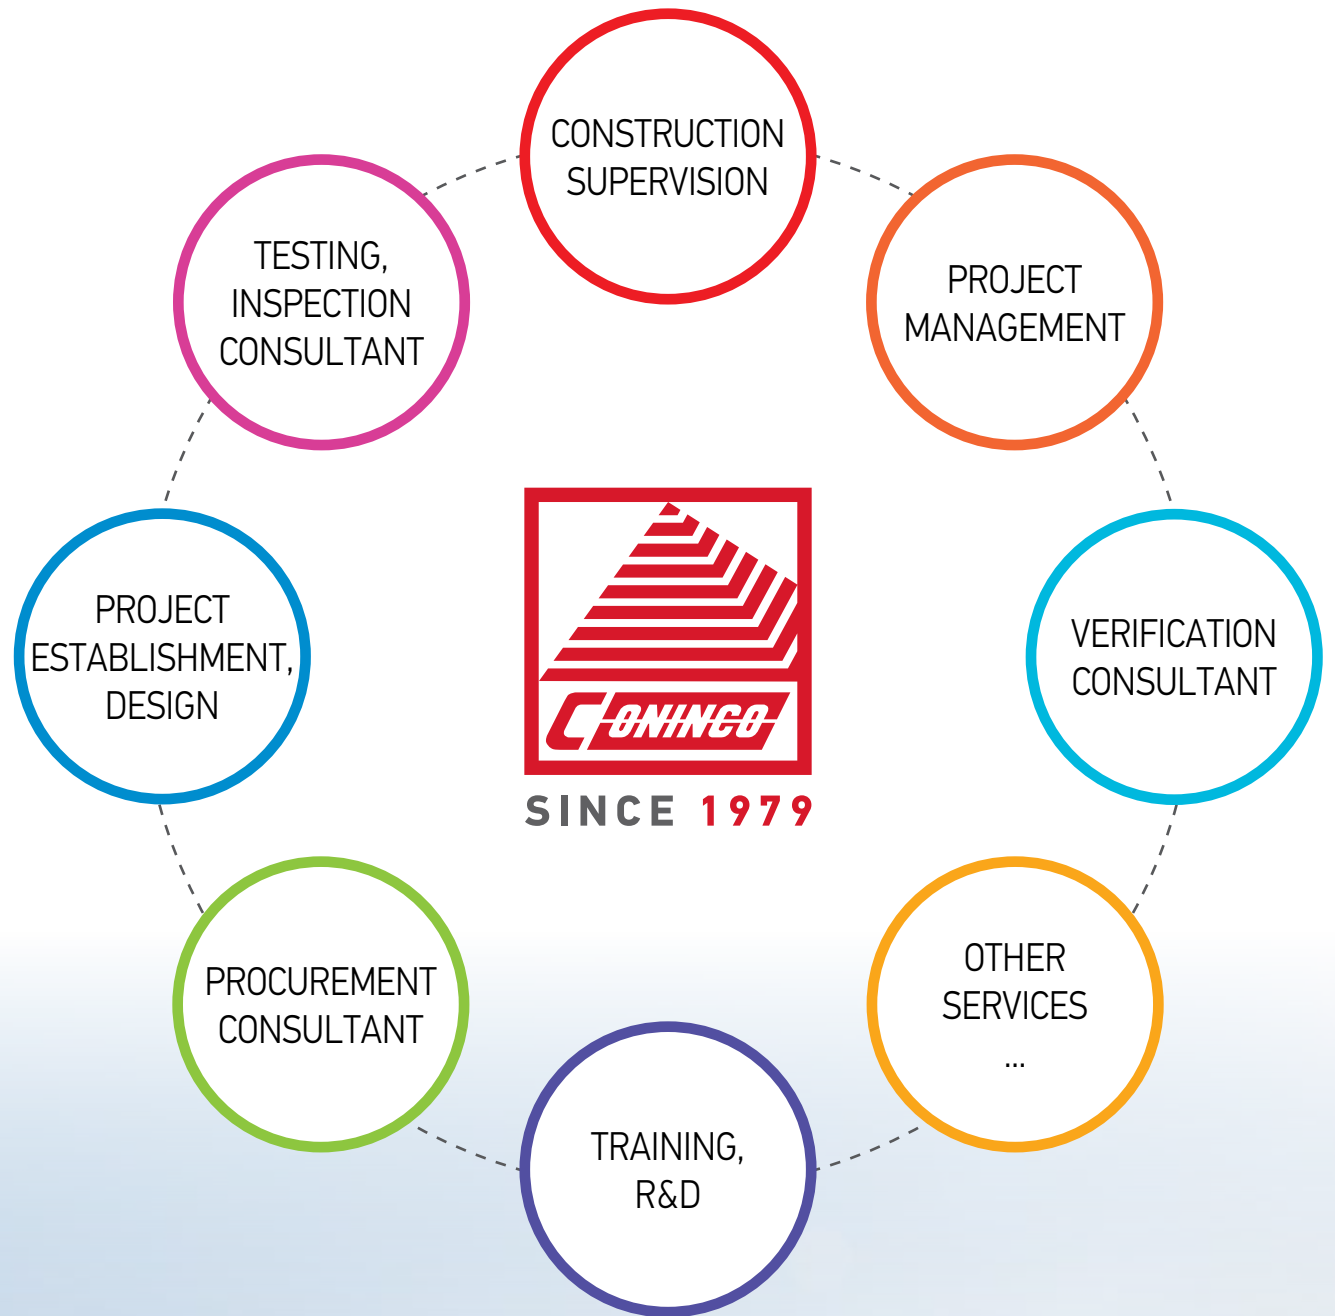 CONSTRUCTION
SUPERVISION
PROJECT
MANAGEMENT
VERIFICATION
CONSULTANT
OTHER
SERVICES
...
TRAINING,
R&D
PROCUREMENT
CONSULTANT
PROJECT
ESTABLISHMENT,
DESIGN
TESTING,
INSPECTION
CONSULTANT
CONINCO
SINCE 1979